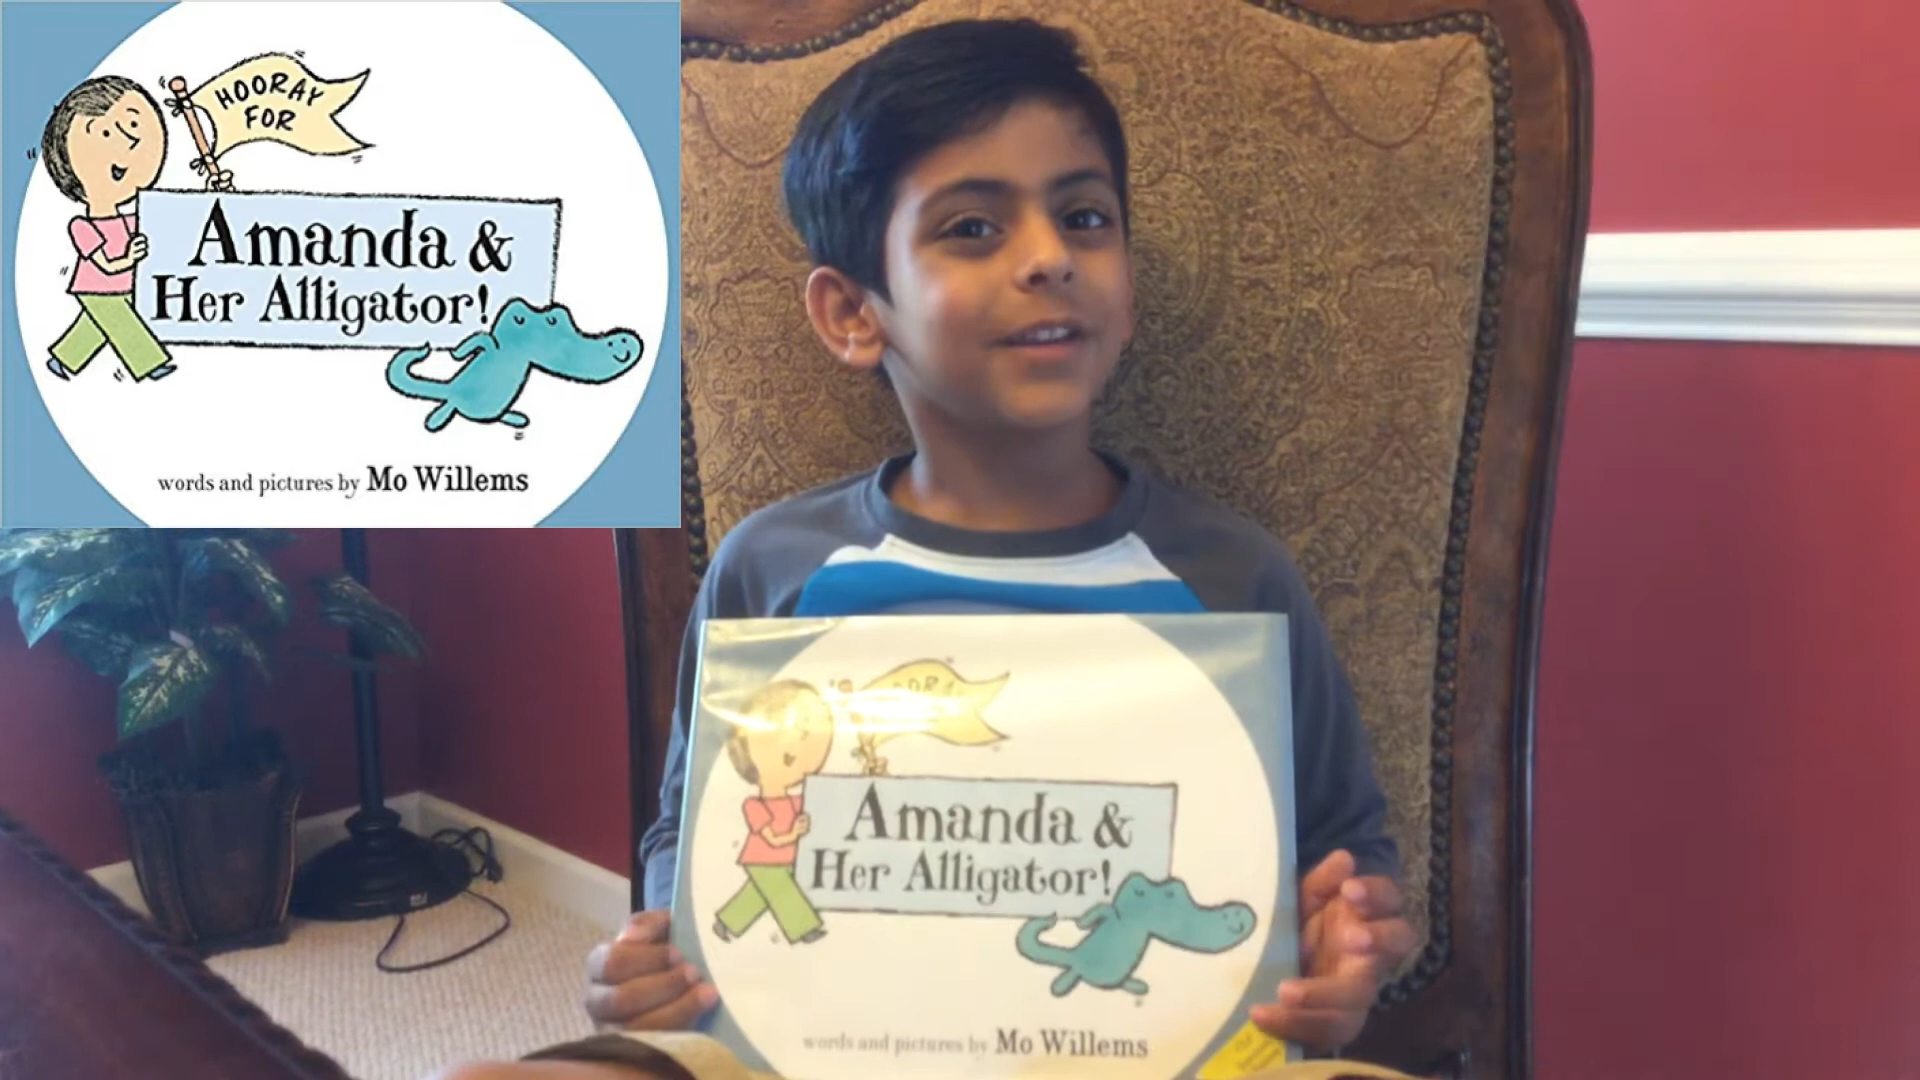 HOORAY
FOR
Amanda &
Her Alligator!
words and pictures by Mo Willems
Amanda &
Her Alligator!
words and pictures by Mo Willems